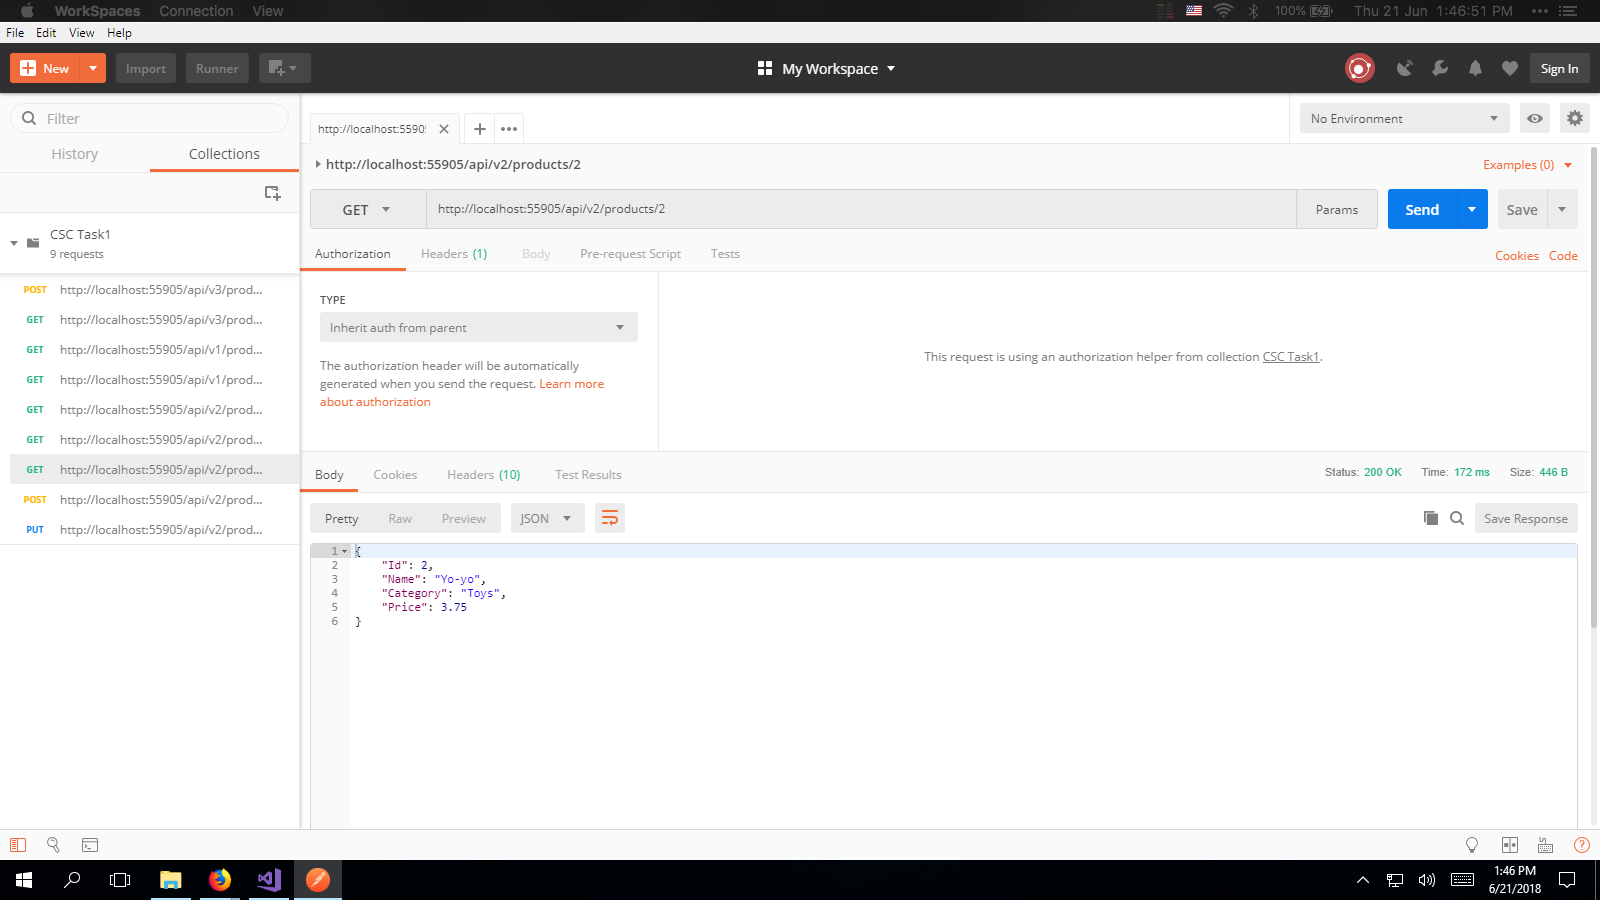 WorkSpaces Connection View 100% Thu 21 Jun 1:46:51 PM
File Edit View Help
New Import Runner My Workspace Sign In
Filter
History Collections
CSC Task1
9 requests
POST http://localhost:55905/api/v3/prod...
GET http://localhost:55905/api/v3/prod...
GET http://localhost:55905/api/v1/prod...
GET http://localhost:55905/api/v1/prod...
GET http://localhost:55905/api/v2/prod...
GET http://localhost:55905/api/v2/prod...
GET http://localhost:55905/api/v2/prod...
POST http://localhost:55905/api/v2/prod...
PUT http://localhost:55905/api/v2/prod...
http://localhost:5590! No Environment
http://localhost:55905/api/v2/products/2 Examples (0)
GET http://localhost:55905/api/v2/products/2 Params Send Save
Authorization Headers (1) Body Pre-request Script Tests Cookies Code
TYPE
Inherit auth from parent
The authorization header will be automatically
generated when you send the request. Learn more
about authorization
This request is using an authorization helper from collection CSC Task1.
Body Cookies Headers (10) Test Results Status: 200 OK Time: 172 ms Size: 446 B
Pretty Raw Preview JSON Save Response
1 {
2 "Id": 2,
3 "Name": "Yo-yo",
4 "Category": "Toys",
5 "Price": 3.75
6 }
1:46 PM
6/21/2018